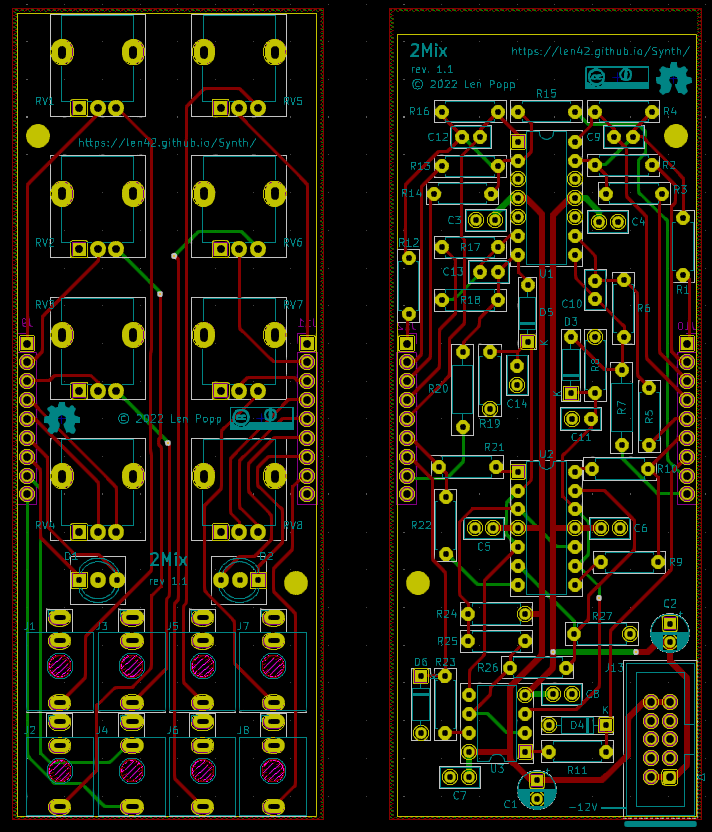 RV1
RV5
https://len42.github.io/Synth/
RV2
RV6
RV3
RV7
© 2022 Len Popp
RV4
RV8
D1
2Mix
D2
rev 1.1
J1
J3
J5
J7
J2
J4
J6
J8
2Mix
https://len42.github.io/Synth/
rev. 1.1
© 2022 Len Popp
R16
R15
R4
C12
C9
R13
R2
R14
R3
C3
C4
R12
R17
U1
C13
R1
R18
C10
R6
D5
D3
K
R8
R20
R19
C14
K
R7
R5
C11
R21
U2
R10
R22
C5
C6
R9
R24
R27
C2
R25
D6
R23
R26
J13
C8
K
D4
U3
R11
C7
C1
-12V